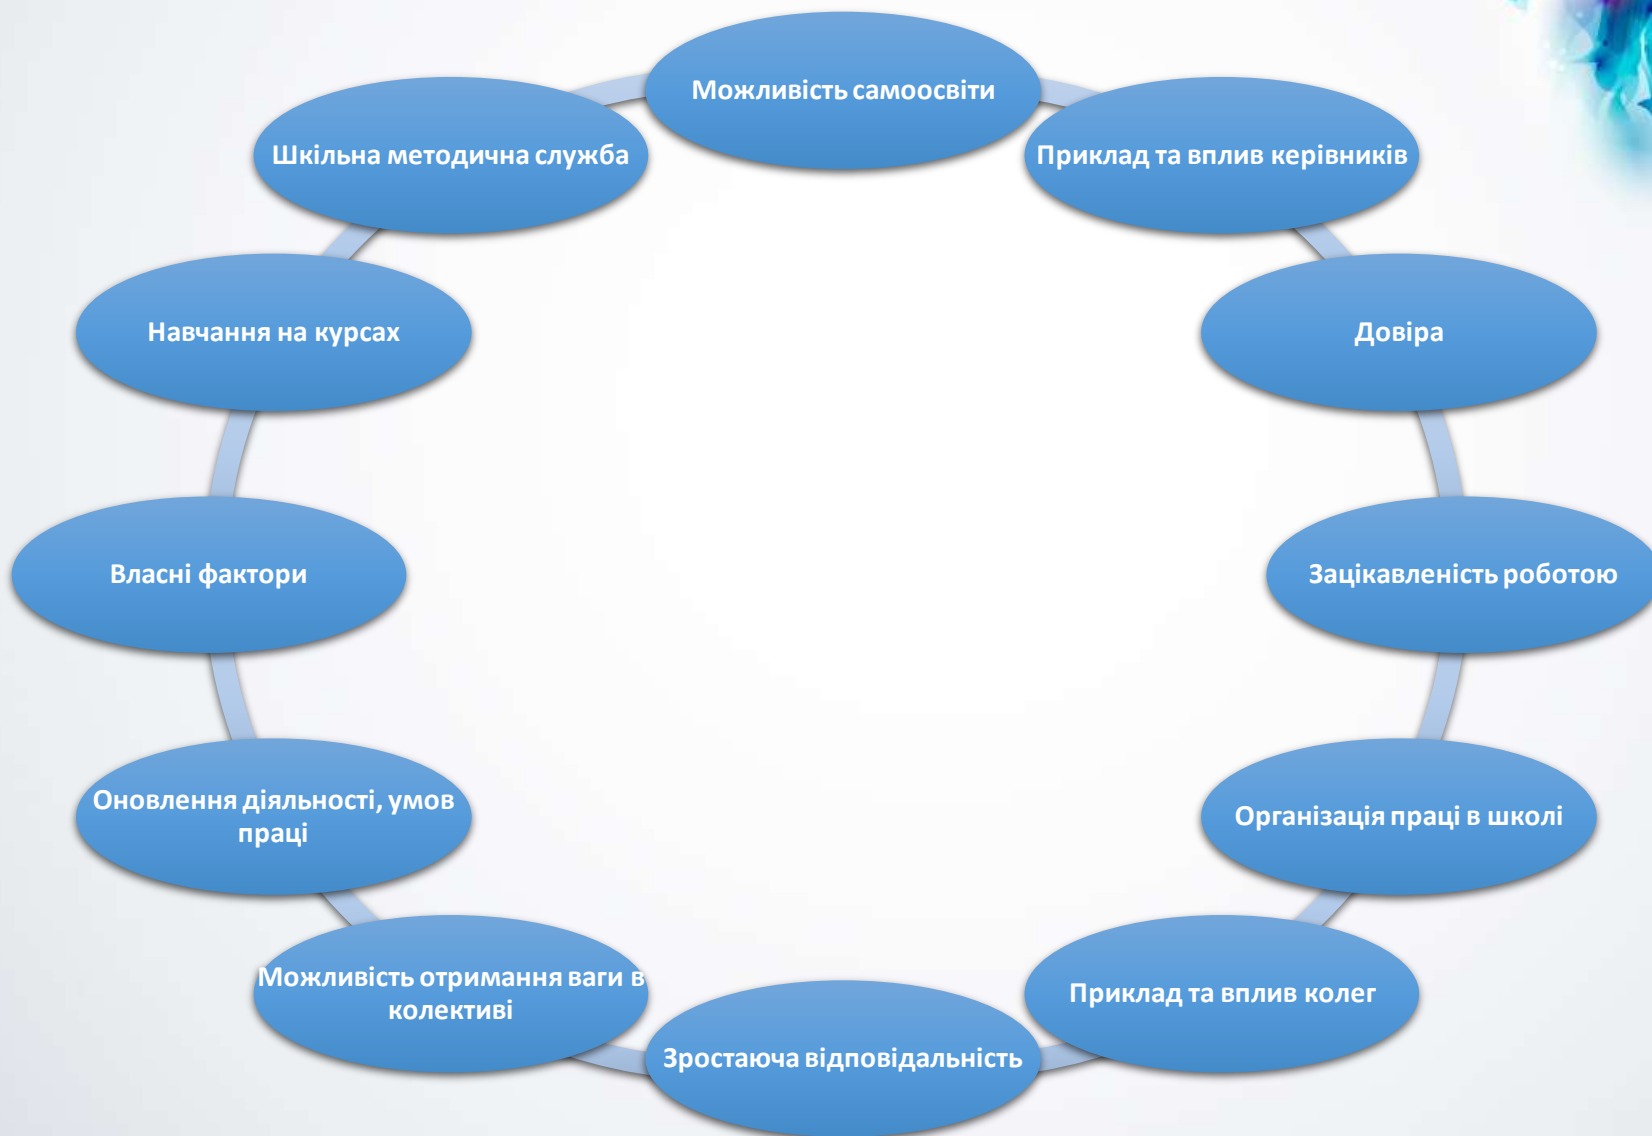 Можливість самоосвіти
Приклад та вплив керівників
Довіра
Зацікавленість роботою
Організація праці в школі
Приклад та вплив колег
Зростаюча відповідальність
Можливість отримання ваги в
колективі
Оновлення діяльності, умов
праці
Власні фактори
Навчання на курсах
Шкільна методична служба